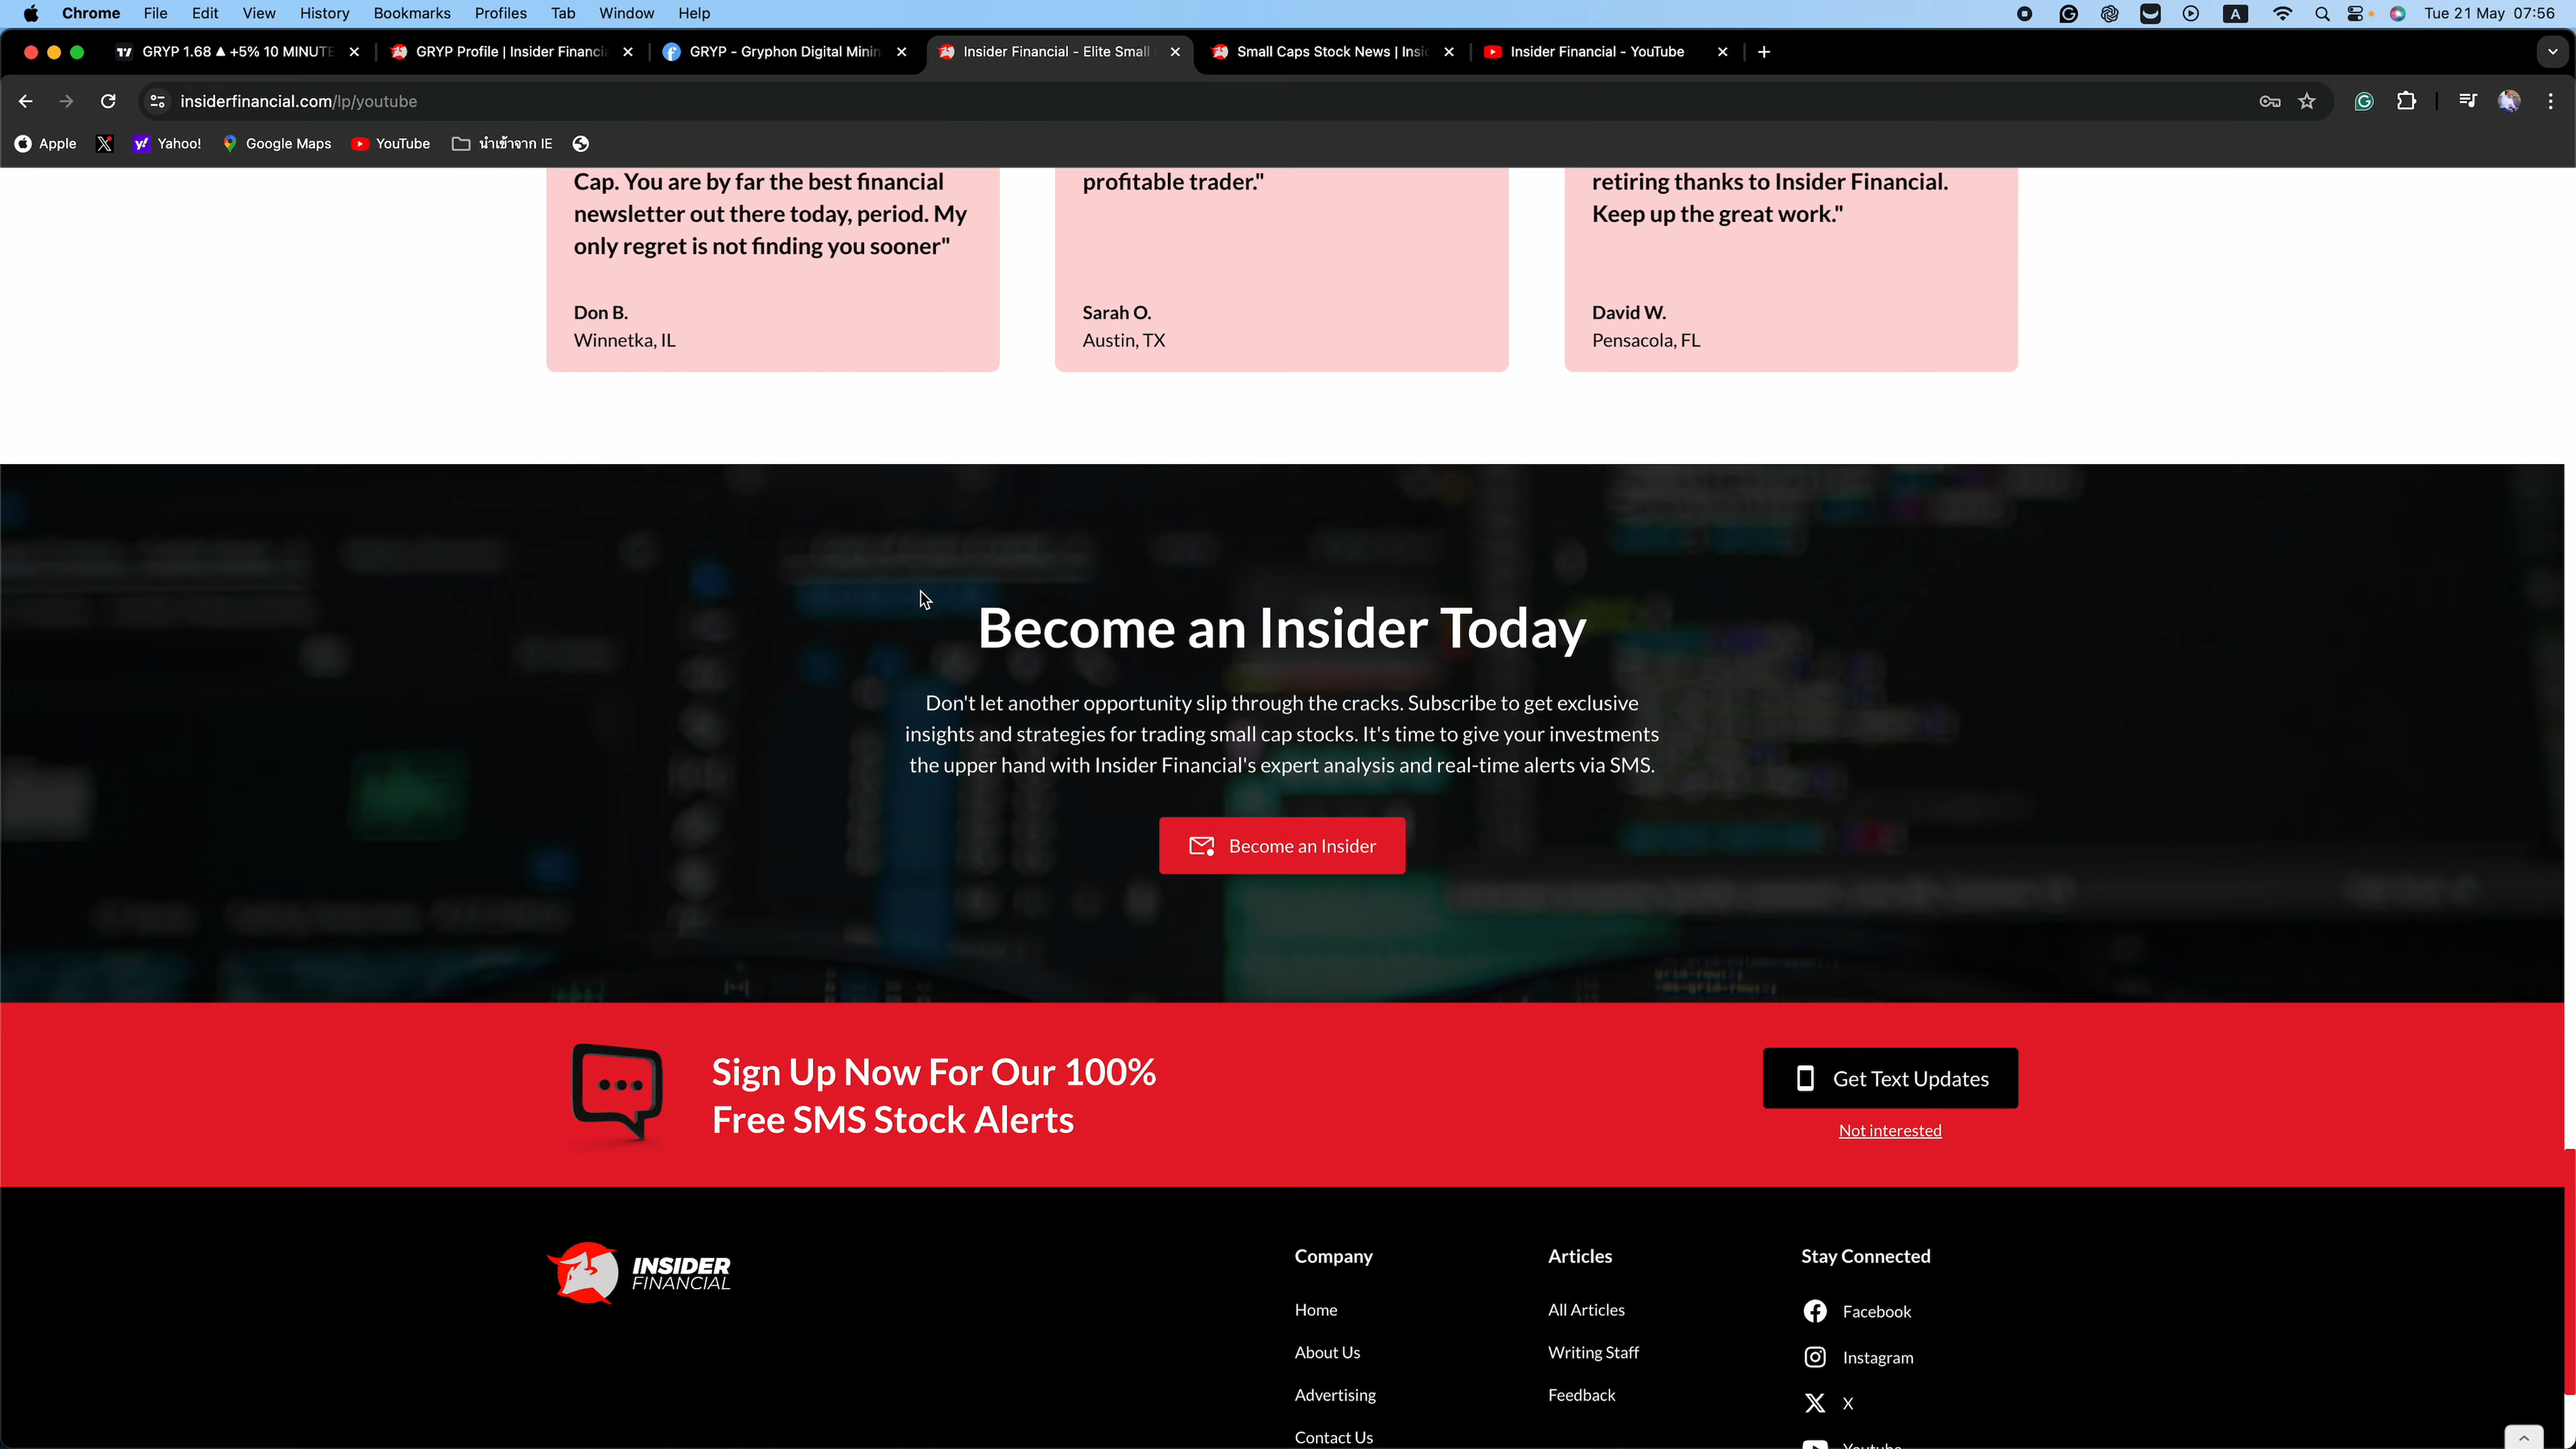 Chrome File Edit View History Bookmarks Profiles Tab Window Help
A Tue 21 May 07:56
GRYP 1.68 ▲ +5% 10 MINUTE
GRYP Profile | Insider Financi
GRYP - Gryphon Digital Minin
Insider Financial - Elite Small
Small Caps Stock News | Insi
Insider Financial - YouTube
insiderfinancial.com/lp/youtube
Apple
Yahoo!
Google Maps
YouTube
นำเข้าจาก IE
Cap. You are by far the best financial
newsletter out there today, period. My
only regret is not finding you sooner"
Don B.
Winnetka, IL
profitable trader."
Sarah O.
Austin, TX
retiring thanks to Insider Financial.
Keep up the great work."
David W.
Pensacola, FL
Become an Insider Today
Don't let another opportunity slip through the cracks. Subscribe to get exclusive
insights and strategies for trading small cap stocks. It's time to give your investments
the upper hand with Insider Financial's expert analysis and real-time alerts via SMS.
Become an Insider
Sign Up Now For Our 100%
Free SMS Stock Alerts
Get Text Updates
Not interested
INSIDER
FINANCIAL
Company
Home
About Us
Advertising
Contact Us
Articles
All Articles
Writing Staff
Feedback
Stay Connected
Facebook
Instagram
X
Youtube